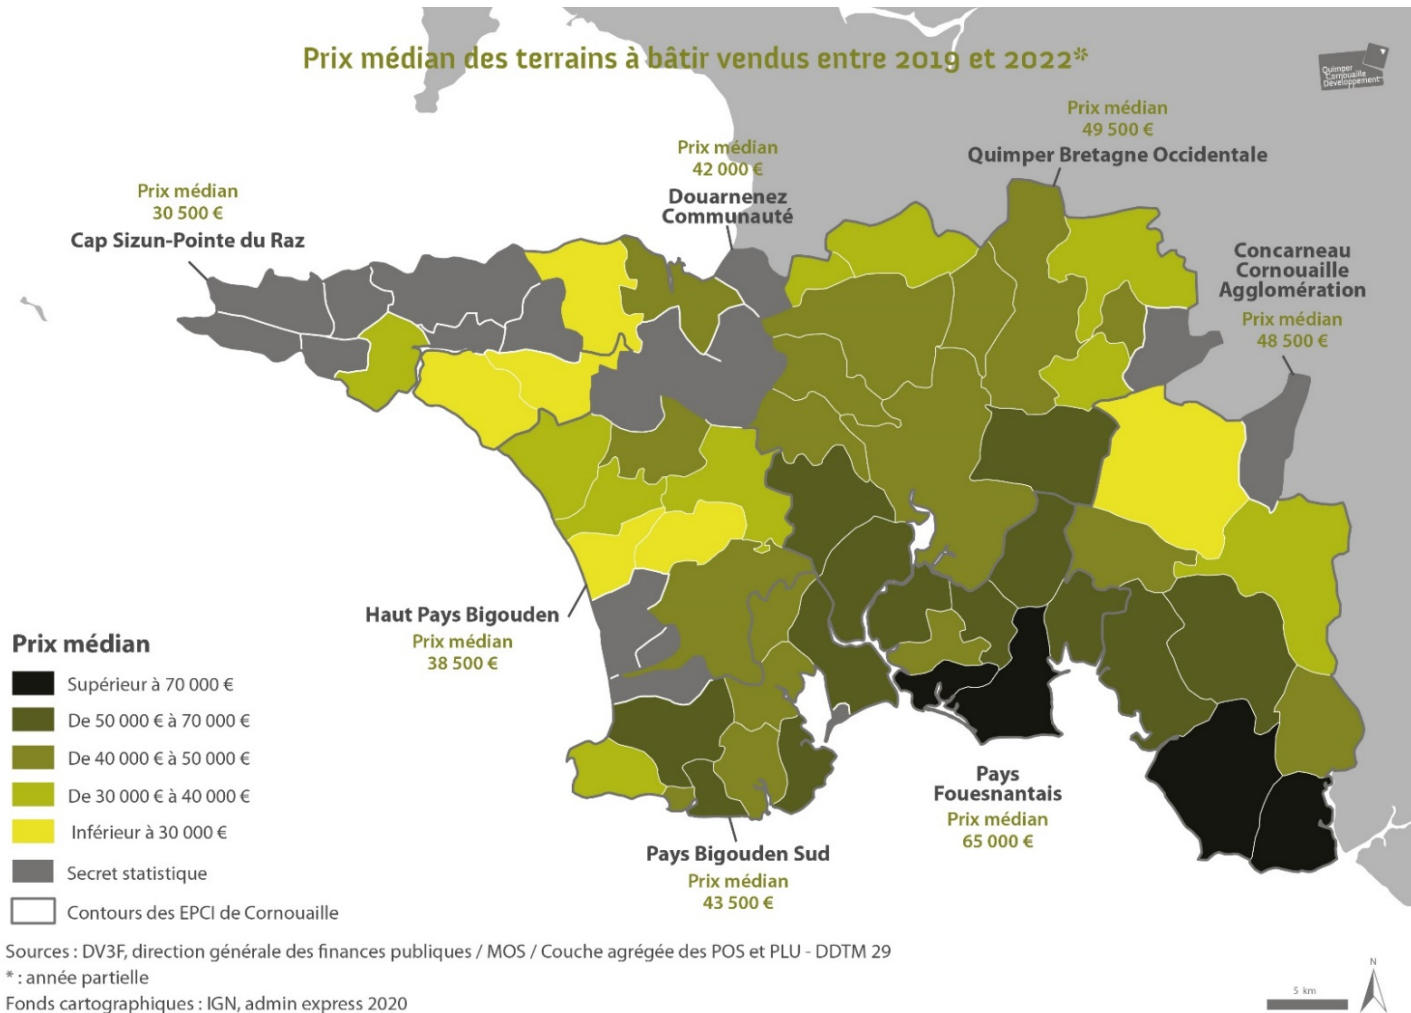 Prix médian des terrains à bâtir vendus entre 2019 et 2022*
Quimper
Cornouaille
Développement
Prix médian
49 500 €
Quimper Bretagne Occidentale
Prix médian
42 000 €
Douarnenez
Communauté
Prix médian
30 500 €
Cap Sizun-Pointe du Raz
Concarneau
Cornouaille
Agglomération
Prix médian
48 500 €
Haut Pays Bigouden
Prix médian
38 500 €
Pays
Fouesnantais
Prix médian
65 000 €
Pays Bigouden Sud
Prix médian
43 500 €
Prix médian
Supérieur à 70 000 €
De 50 000 € à 70 000 €
De 40 000 € à 50 000 €
De 30 000 € à 40 000 €
Inférieur à 30 000 €
Secret statistique
Contours des EPCI de Cornouaille
Sources : DV3F, direction générale des finances publiques / MOS / Couche agrégée des POS et PLU - DDTM 29
* : année partielle
Fonds cartographiques : IGN, admin express 2020
5 km
N